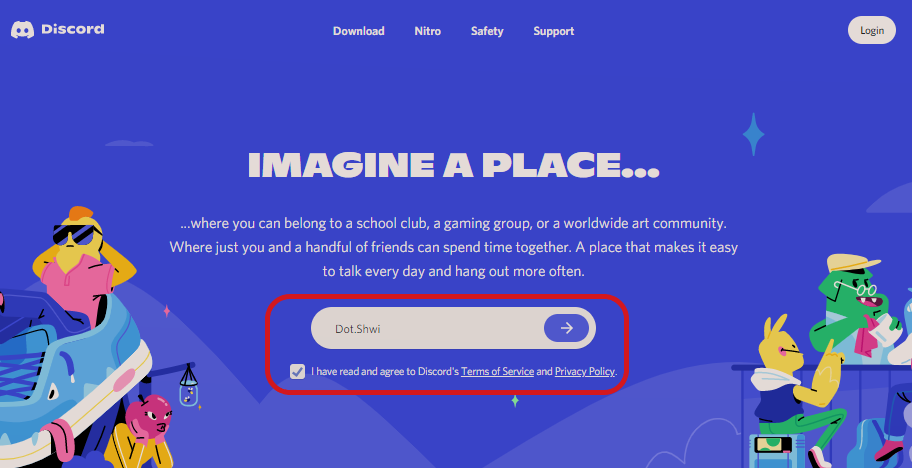 Discord
Download Nitro Safety Support
Login
IMAGINE A PLACE...
...where you can belong to a school club, a gaming group, or a worldwide art community.
Where just you and a handful of friends can spend time together. A place that makes it easy
to talk every day and hang out more often.
Dot.Shwi
I have read and agree to Discord's Terms of Service and Privacy Policy.